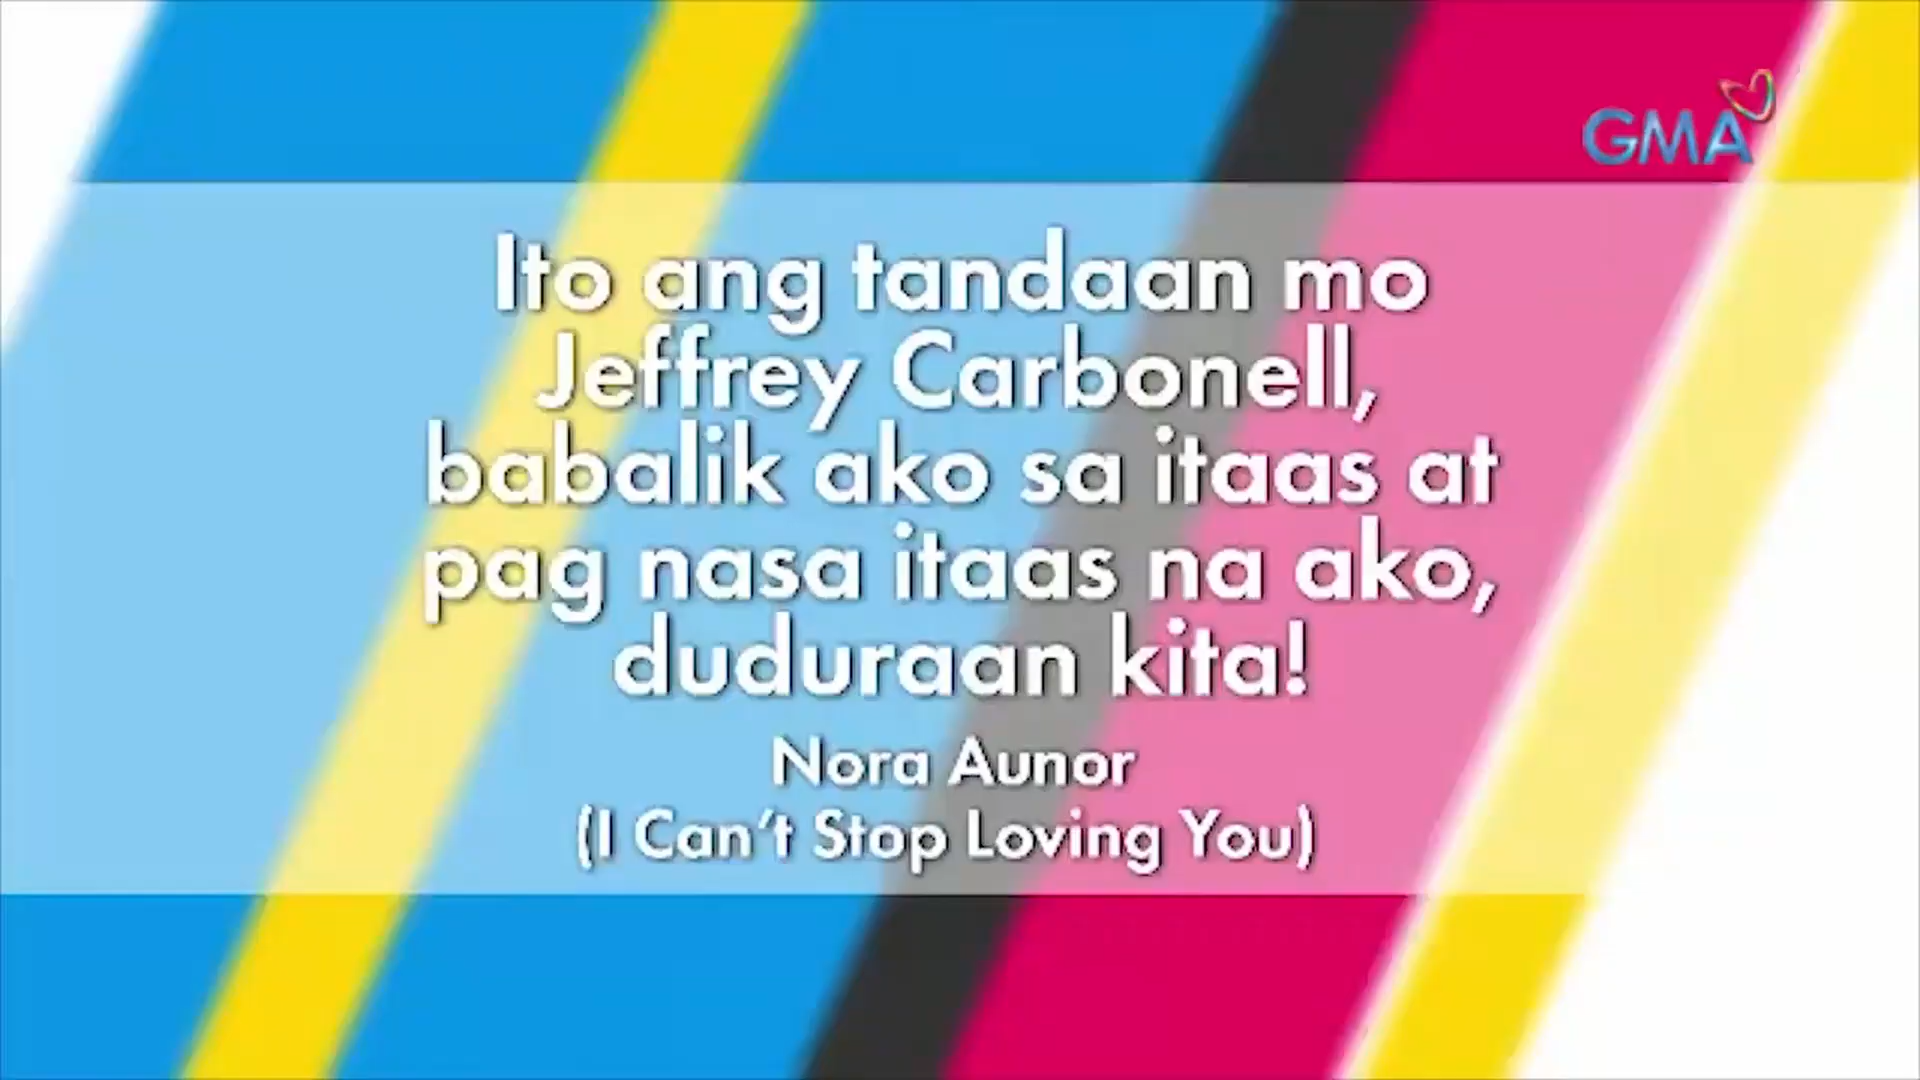 GMA
Ito ang tandaan mo
Jeffrey Carbonell,
babalik ako sa itaas at
pag nasa itaas na ako,
duduraan kita!
Nora Aunor
(I Can't Stop Loving You)